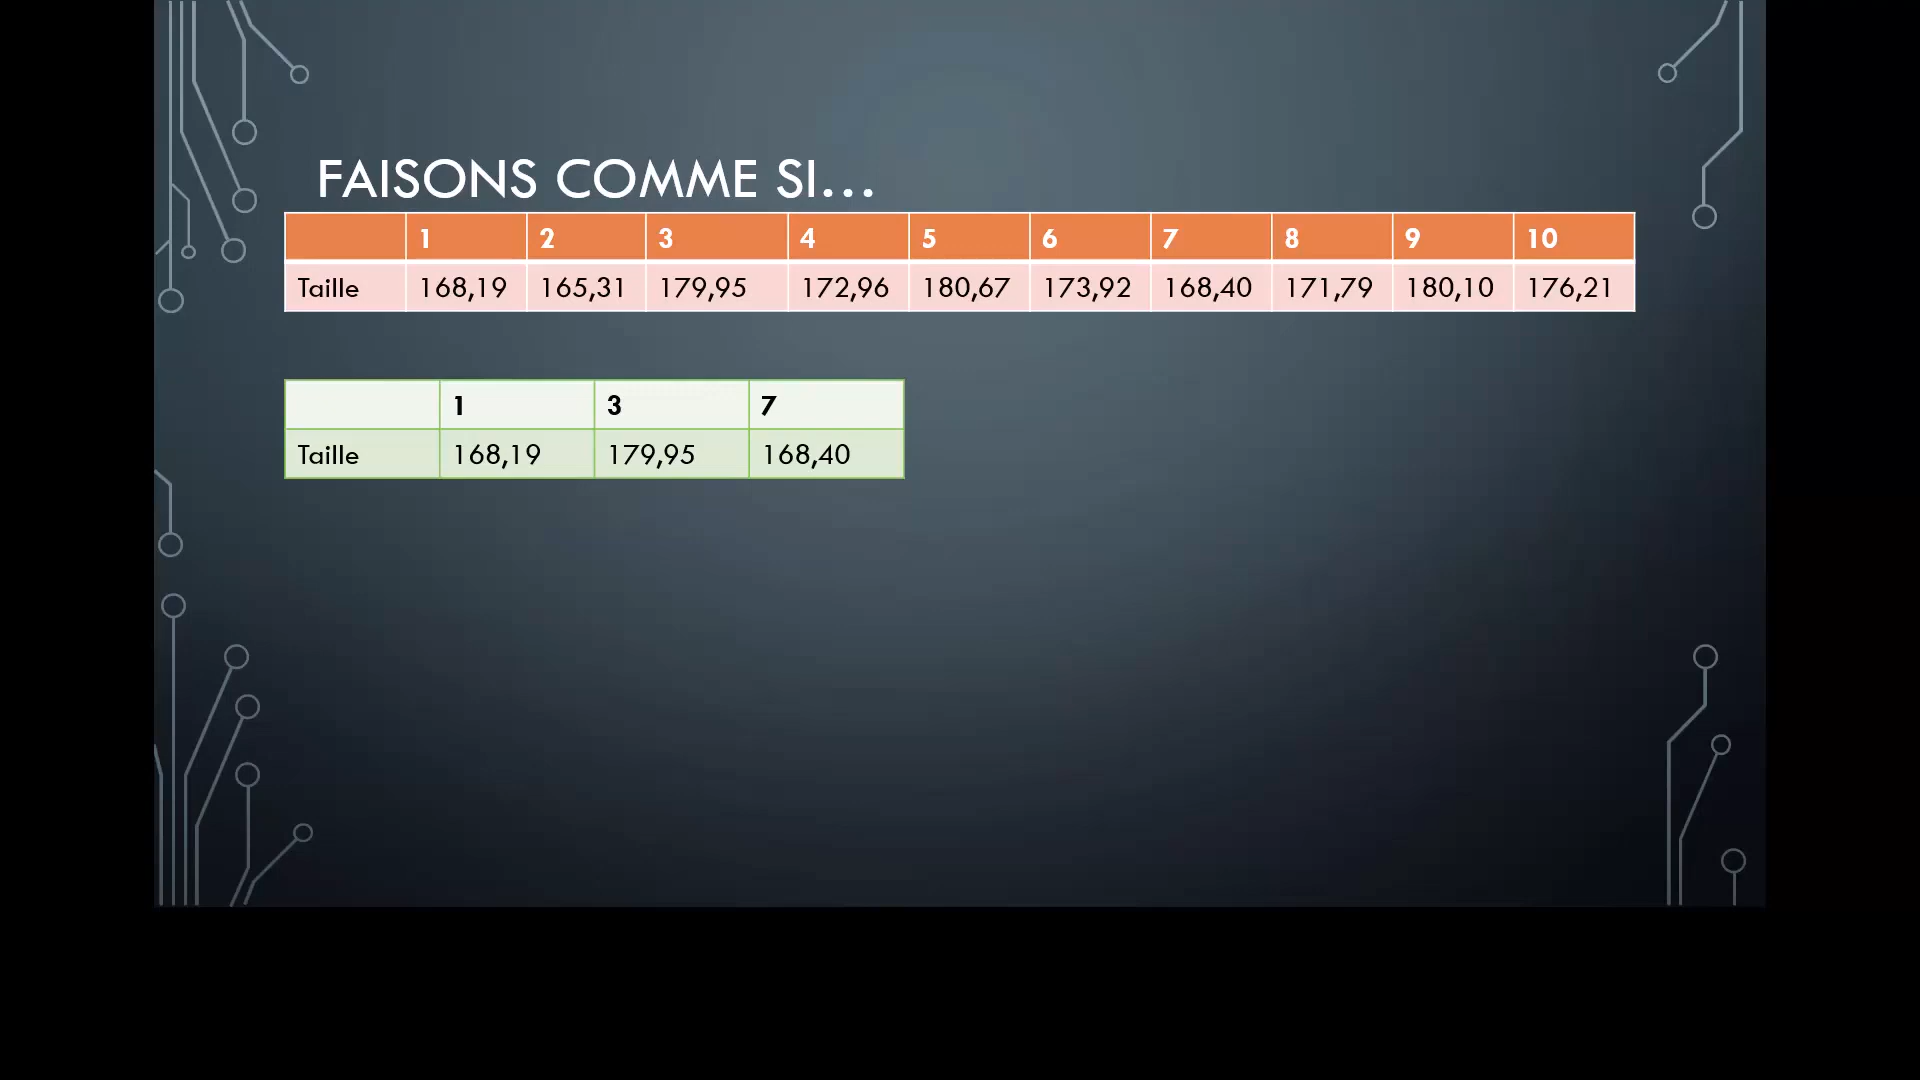 FAISONS COMME SI...
1 2 3 4 5 6 7 8 9 10
Taille 168,19 165,31 179,95 172,96 180,67 173,92 168,40 171,79 180,10 176,21
1 3 7
Taille 168,19 179,95 168,40